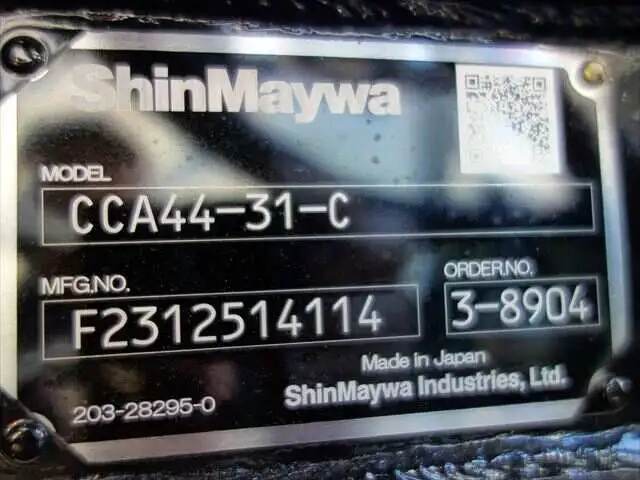 ShinMaywa
MODEL
CCA44-31-C
MFG.NO.
F2312514114
ORDER.NO.
3-8904
Made in Japan
ShinMaywa Industries, Ltd.
203-28295-0